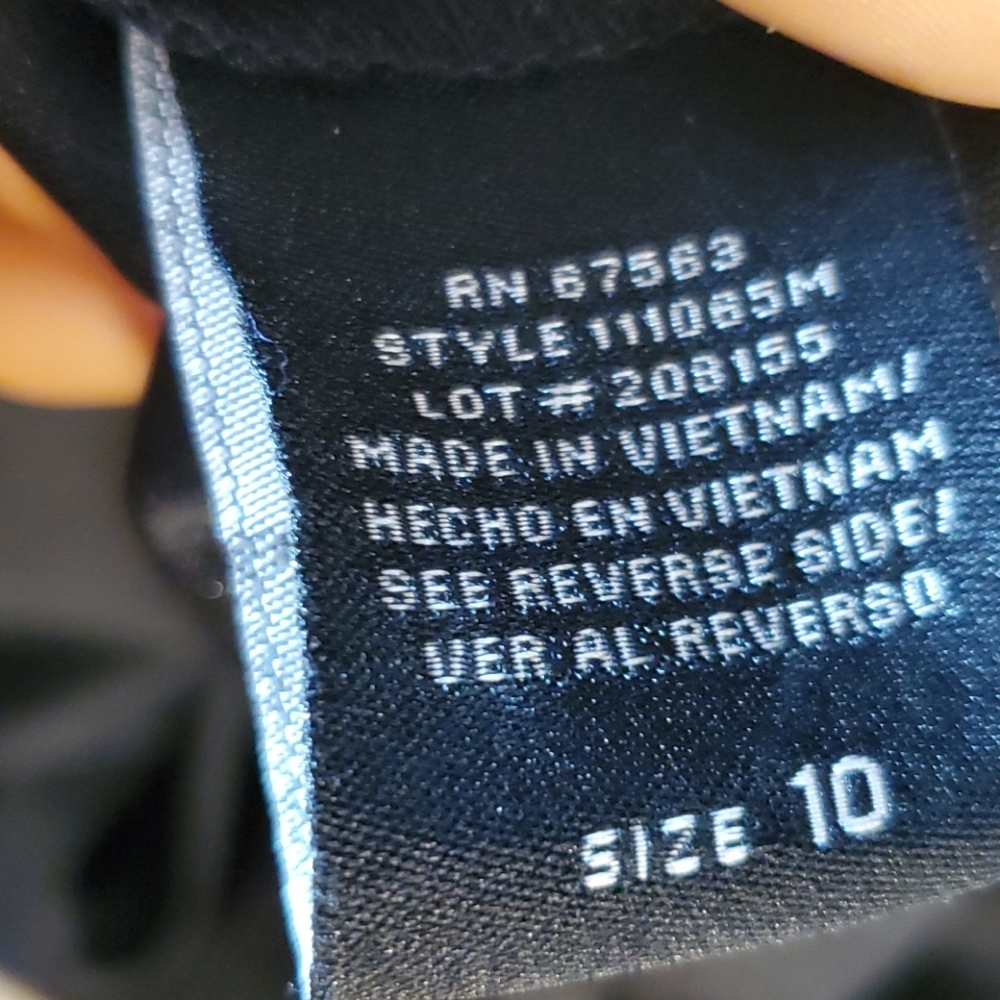 RN 67563
STYLE 111065M
LOT # 208155
MADE IN VIETNAM/
HECHO EN VIETNAM
SEE REVERSE SIDE/
VER AL REVERSO
SIZE 10